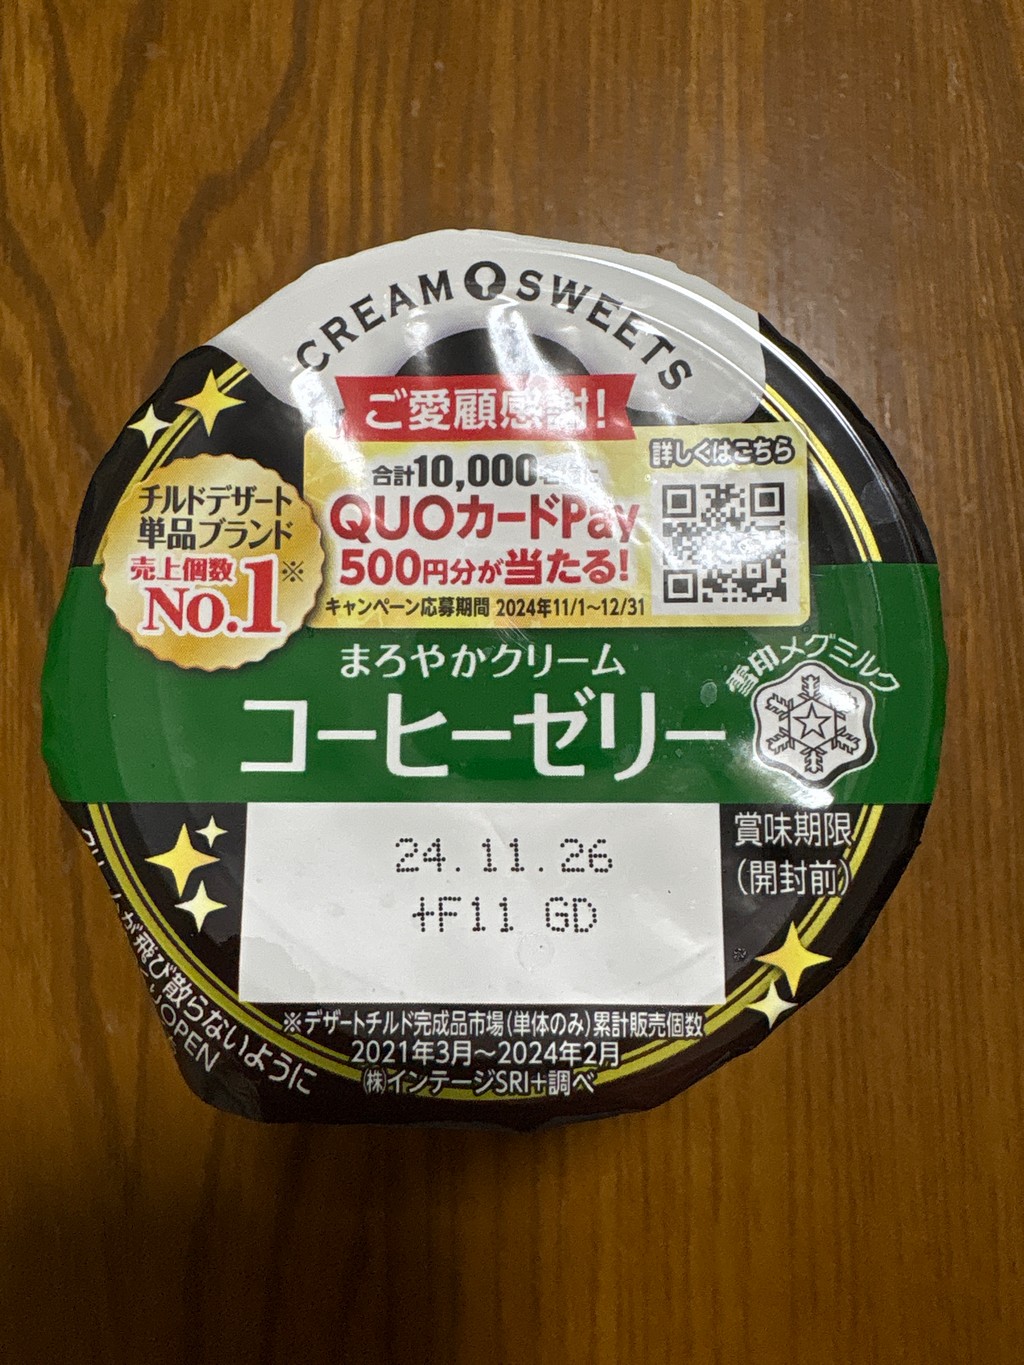 CREAM SWEETS
ご愛顧感謝!
合計10,000名様に
QUOカードPay
500円分が当たる!
キャンペーン応募期間 2024年11/1~12/31
詳しくはこちら
チルドデザート
単品ブランド
売上個数
No.1※
まろやかクリーム
コーヒーゼリー
雪印メグミルク
24.11.26
+F11 GD
賞味期限
(開封前)
※デザートチルド完成品市場(単体のみ)累計販売個数
2021年3月~2024年2月
(株)インテージSRI+調べ
が飛び散らないように
OPEN